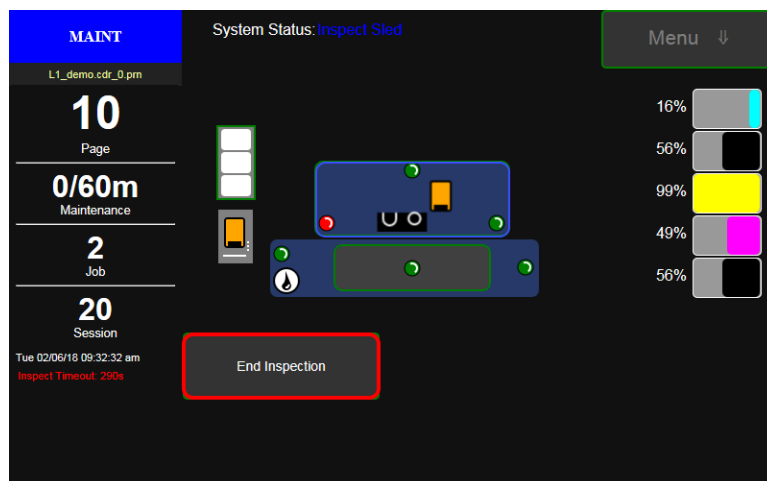 MAINT
L1_demo.cdr_0.prn
10
Page
0/60m
Maintenance
2
Job
20
Session
Tue 02/06/18 09:32:32 am
Inspect Timeout: 290s
System Status: Inspect Sled
Menu ⇓
16%
56%
99%
49%
56%
End Inspection